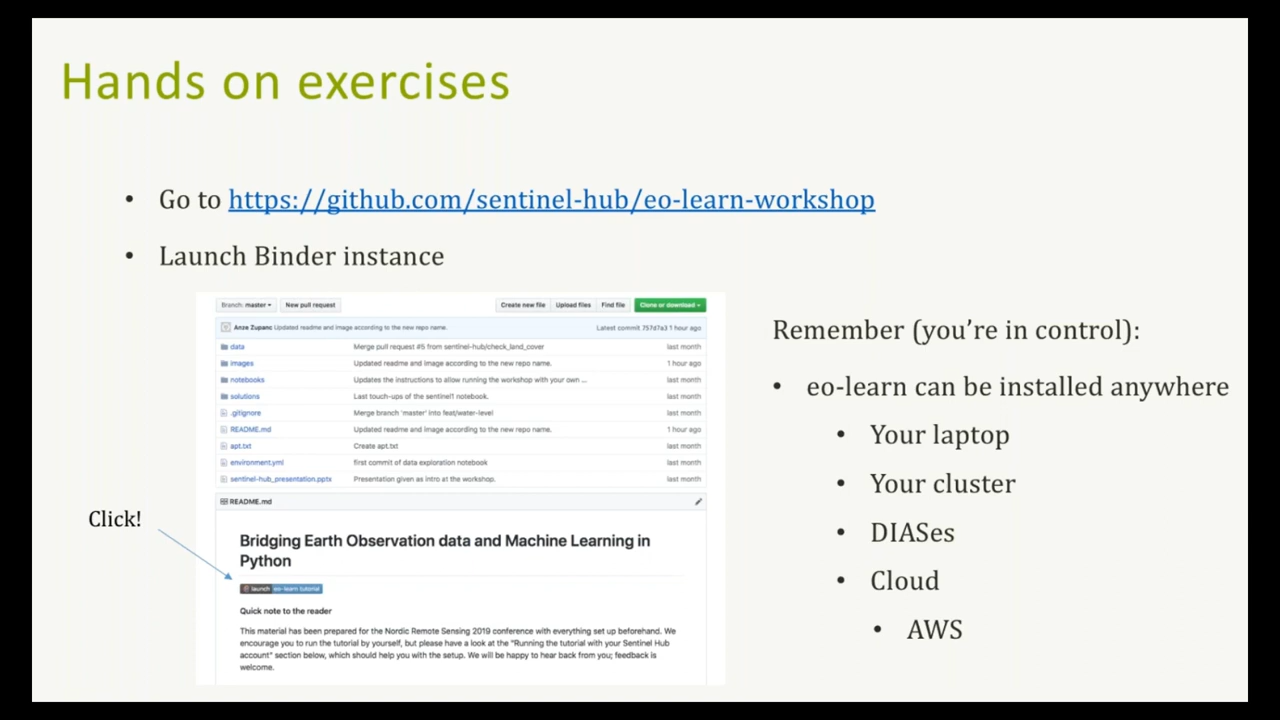 Hands on exercises
• Go to https://github.com/sentinel-hub/eo-learn-workshop
• Launch Binder instance
Branch: master New pull request Create new file Upload files Find file Clone or download
Anze Zupanc Updated readme and image according to the new repo name. Latest commit 757d7a3 1 hour ago
data Merge pull request #5 from sentinel-hub/check_land_cover last month
images Updated readme and image according to the new repo name. 1 hour ago
notebooks Updates the instructions to allow running the workshop with your own ... last month
solutions Last touch-ups of the sentinel1 notebook. last month
.gitignore Merge branch 'master' into feat/water-level last month
README.md Updated readme and image according to the new repo name. 1 hour ago
apt.txt Create apt.txt last month
environment.yml first commit of data exploration notebook last month
sentinel-hub_presentation.pptx Presentation given as intro at the workshop. last month
README.md
Click!
Bridging Earth Observation data and Machine Learning in
Python
launch eo-learn tutorial
Quick note to the reader
This material has been prepared for the Nordic Remote Sensing 2019 conference with everything set up beforehand. We
encourage you to run the tutorial by yourself, but please have a look at the "Running the tutorial with your Sentinel Hub
account" section below, which should help you with the setup. We will be happy to hear back from you; feedback is
welcome.
Remember (you're in control):
• eo-learn can be installed anywhere
• Your laptop
• Your cluster
• DIASes
• Cloud
• AWS